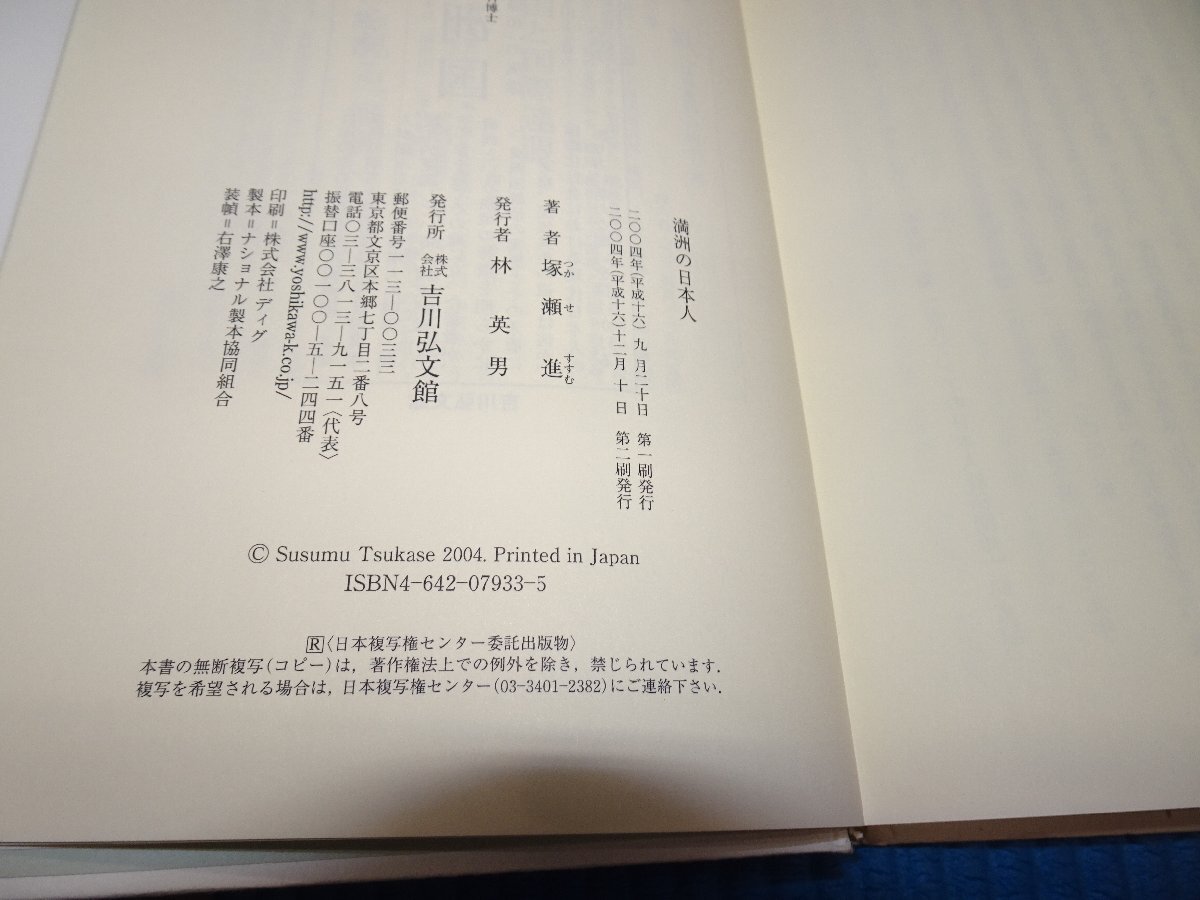 満洲の日本人
二〇〇四年(平成十六)九月二十日 第一刷発行
二〇〇四年(平成十六)十二月十日 第二刷発行
著者 塚瀬進
つか せ すすむ
発行者 林英男
発行所 株式会社 吉川弘文館
郵便番号一一三―〇〇三三
東京都文京区本郷七丁目二番八号
電話〇三―三八一三―九一五一〈代表〉
振替口座〇〇一〇〇―五―二四四番
http://www.yoshikawa-k.co.jp/
印刷=株式会社 ディグ
製本=ナショナル製本協同組合
装幀=右澤康之
© Susumu Tsukase 2004. Printed in Japan
ISBN4-642-07933-5
R〈日本複写権センター委託出版物〉
本書の無断複写(コピー)は，著作権法上での例外を除き，禁じられています．
複写を希望される場合は，日本複写権センター(03-3401-2382)にご連絡下さい．